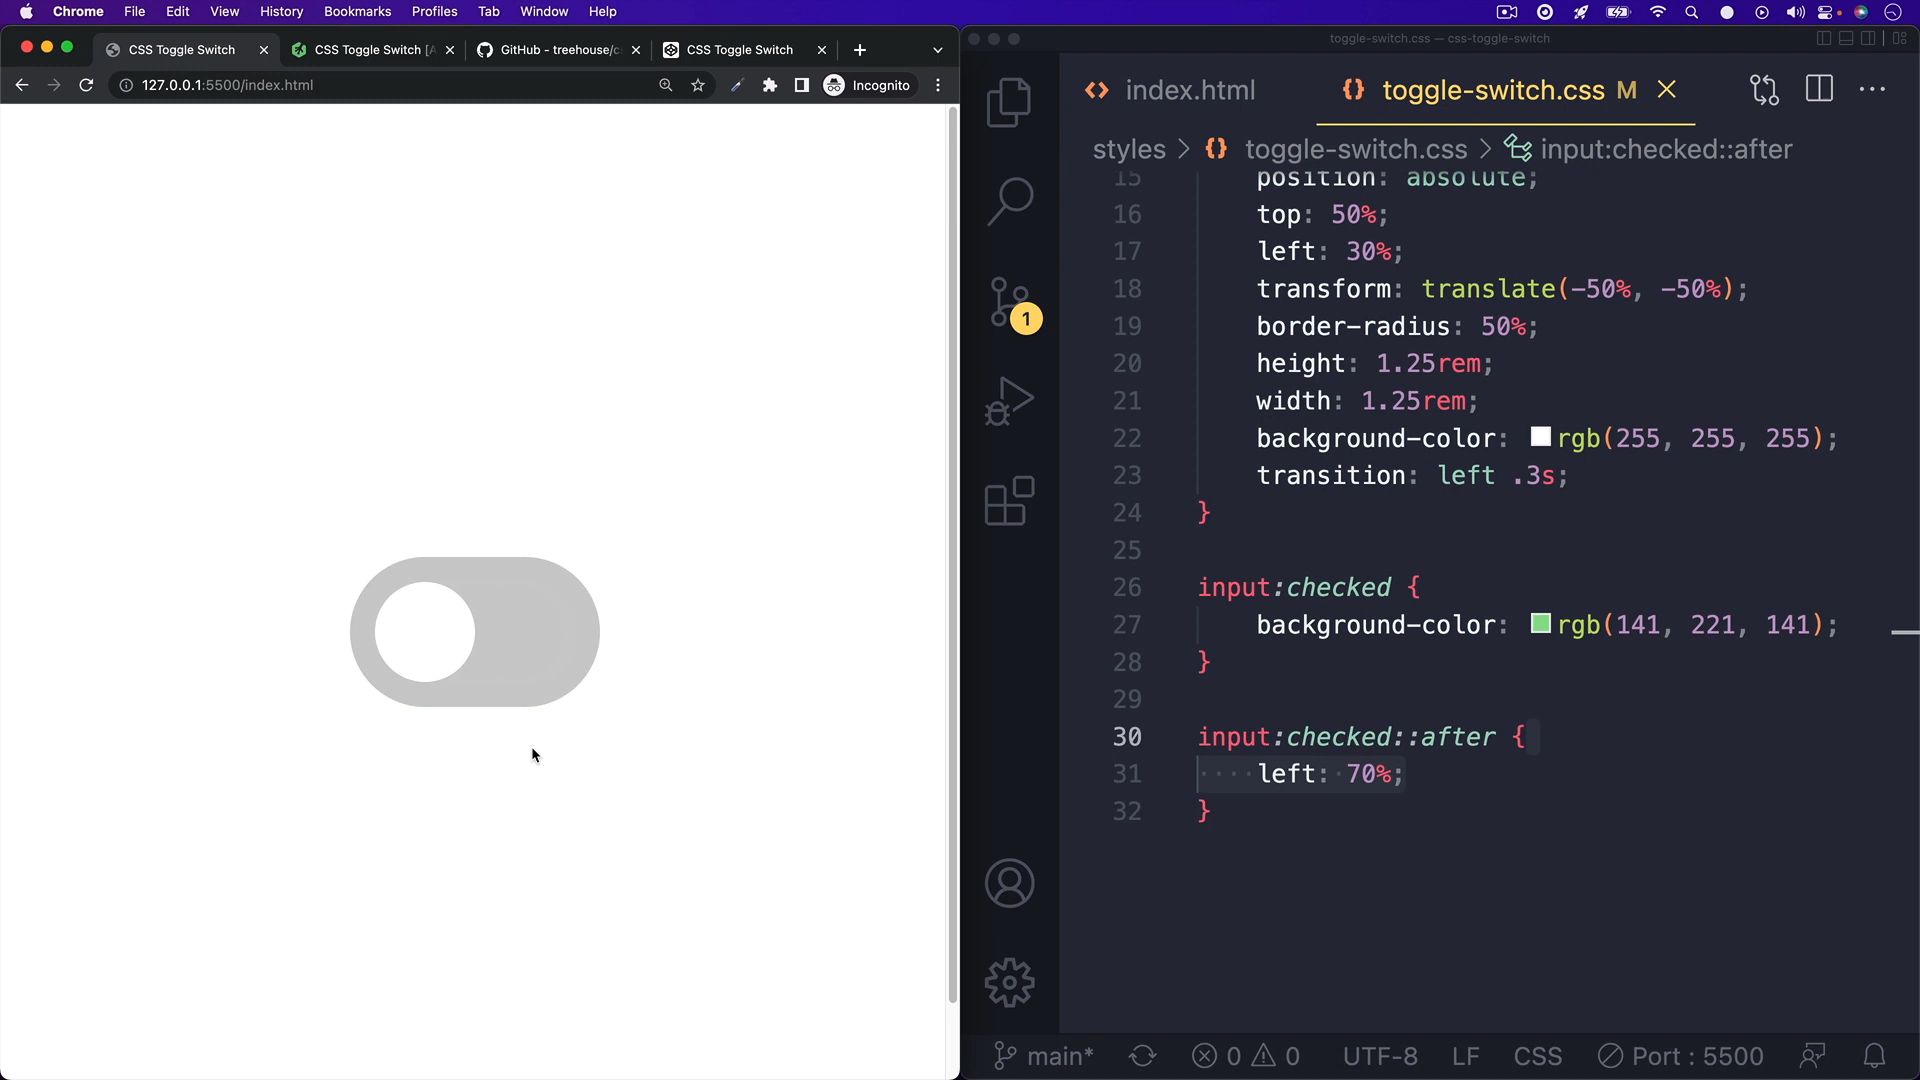 Chrome File Edit View History Bookmarks Profiles Tab Window Help
CSS Toggle Switch
CSS Toggle Switch [
GitHub - treehouse/c
CSS Toggle Switch
127.0.0.1:5500/index.html
Incognito
toggle-switch.css — css-toggle-switch
index.html
toggle-switch.css M
styles > {} toggle-switch.css > input:checked::after
15 position: absolute;
16 top: 50%;
17 left: 30%;
18 transform: translate(-50%, -50%);
19 border-radius: 50%;
20 height: 1.25rem;
21 width: 1.25rem;
22 background-color: rgb(255, 255, 255);
23 transition: left .3s;
24 }
25
26 input:checked {
27 background-color: rgb(141, 221, 141);
28 }
29
30 input:checked::after {
31 left: 70%;
32 }
1
main* 0 0 UTF-8 LF CSS Port : 5500